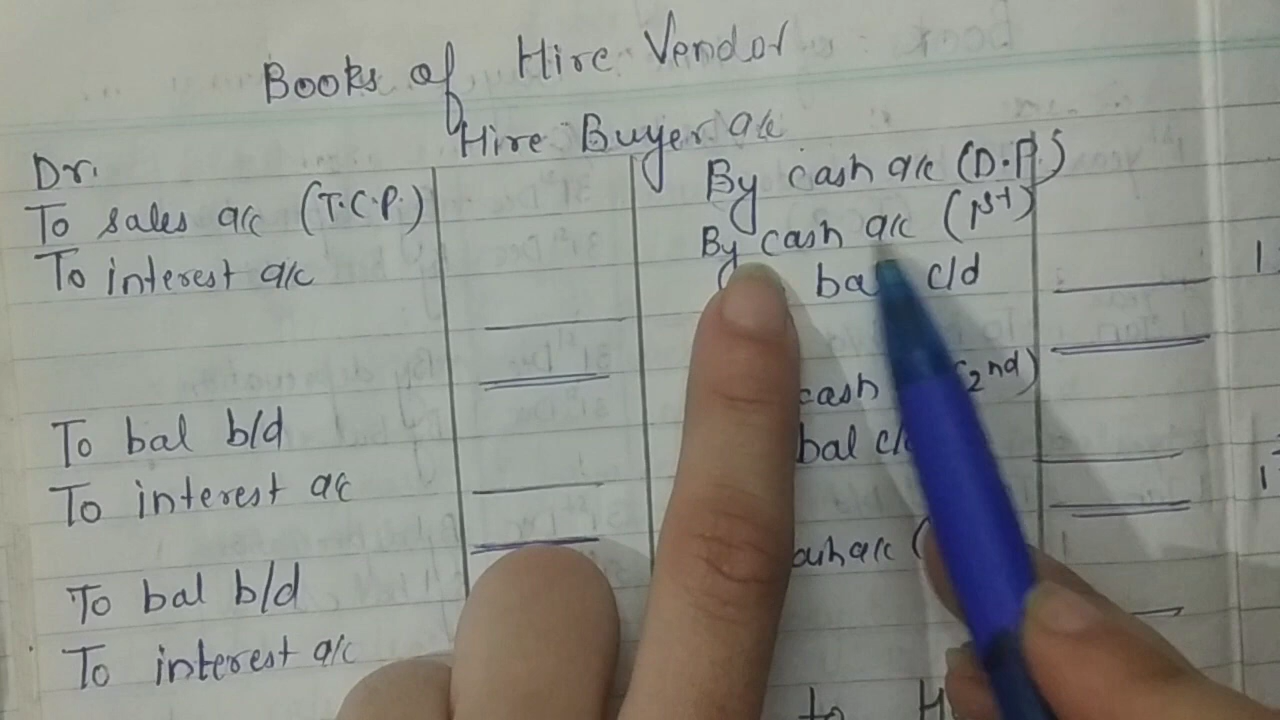 Books of Hire Vendor
Hire Buyer a/c
Dr.
To sales a/c (T.C.P.)
To interest a/c
By cash a/c (D.P.)
By cash a/c (1st)
bal c/d
To bal b/d
To interest a/c
cash 2nd)
bal
To bal b/d
To interest a/c
a/c (
to H